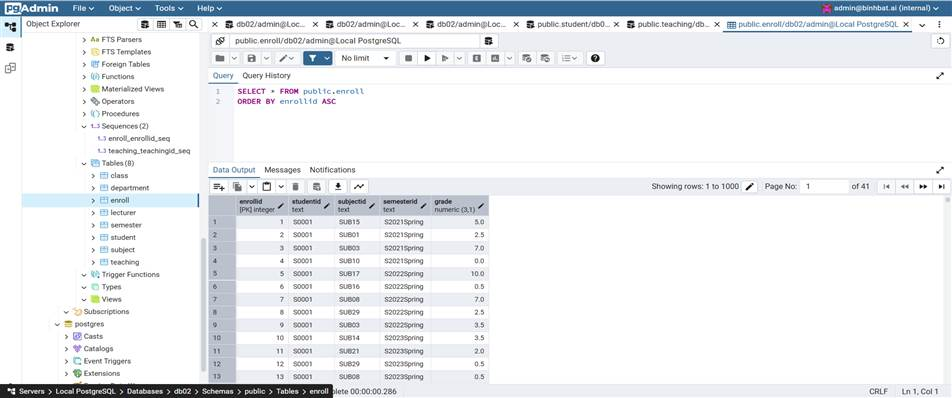 pgAdmin File Object Tools Help admin@binhbat.ai (internal)
Object Explorer
db02/admin@Loc... db02/admin@Loc... db02/admin@Loc... public.student/db0... public.teaching/db... public.enroll/db02/admin@Local PostgreSQL
public.enroll/db02/admin@Local PostgreSQL
No limit
Query Query History
1 SELECT * FROM public.enroll
2 ORDER BY enrollid ASC
FTS Parsers
FTS Templates
Foreign Tables
Functions
Materialized Views
Operators
Procedures
1..3 Sequences (2)
1..3 enroll_enrollid_seq
1..3 teaching_teachingid_seq
Tables (8)
class
department
enroll
lecturer
semester
student
subject
teaching
Trigger Functions
Types
Views
Subscriptions
postgres
Casts
Catalogs
Event Triggers
Extensions
Data Output Messages Notifications
Showing rows: 1 to 1000 Page No: 1 of 41
enrollid studentid subjectid semesterid grade
[PK] integer text text text numeric (3,1)
1 1 S0001 SUB15 S2021Spring 5.0
2 2 S0001 SUB01 S2021Spring 2.5
3 3 S0001 SUB03 S2021Spring 7.0
4 4 S0001 SUB10 S2021Spring 0.0
5 5 S0001 SUB17 S2022Spring 10.0
6 6 S0001 SUB16 S2022Spring 0.5
7 7 S0001 SUB08 S2022Spring 7.0
8 8 S0001 SUB29 S2022Spring 2.5
9 9 S0001 SUB03 S2022Spring 3.5
10 10 S0001 SUB14 S2023Spring 3.5
11 11 S0001 SUB21 S2023Spring 2.0
12 12 S0001 SUB29 S2023Spring 0.5
13 13 S0001 SUB08 S2023Spring 0.5
Servers > Local PostgreSQL > Databases > db02 > Schemas > public > Tables > enroll plete 00:00:00.286 CRLF Ln 1, Col 1